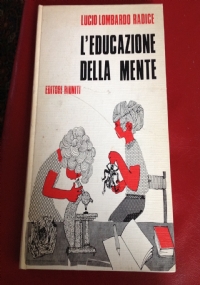 LUCIO LOMBARDO RADICE
L'EDUCAZIONE
DELLA MENTE
EDITORI RIUNITI